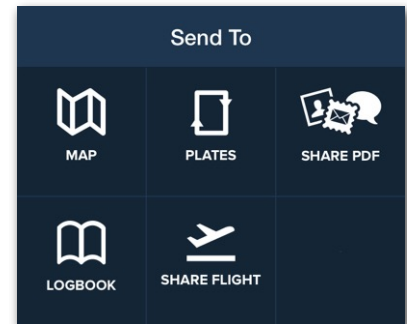 Send To
MAP
PLATES
SHARE PDF
LOGBOOK
SHARE FLIGHT